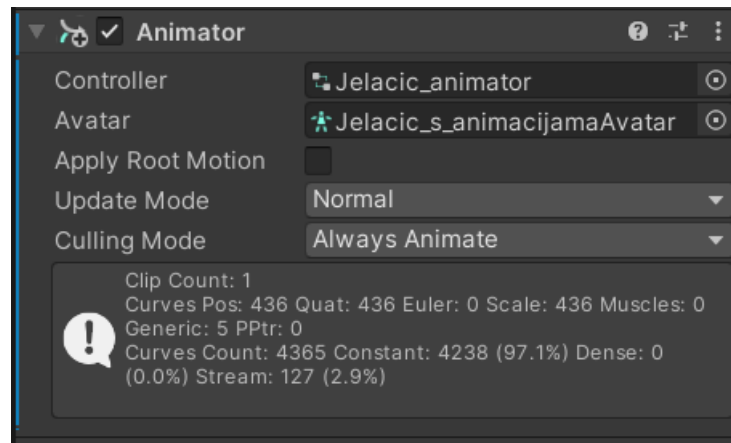 Animator
Controller Jelacic_animator
Avatar Jelacic_s_animacijamaAvatar
Apply Root Motion
Update Mode Normal
Culling Mode Always Animate
Clip Count: 1
Curves Pos: 436 Quat: 436 Euler: 0 Scale: 436 Muscles: 0
Generic: 5 PPtr: 0
Curves Count: 4365 Constant: 4238 (97.1%) Dense: 0
(0.0%) Stream: 127 (2.9%)